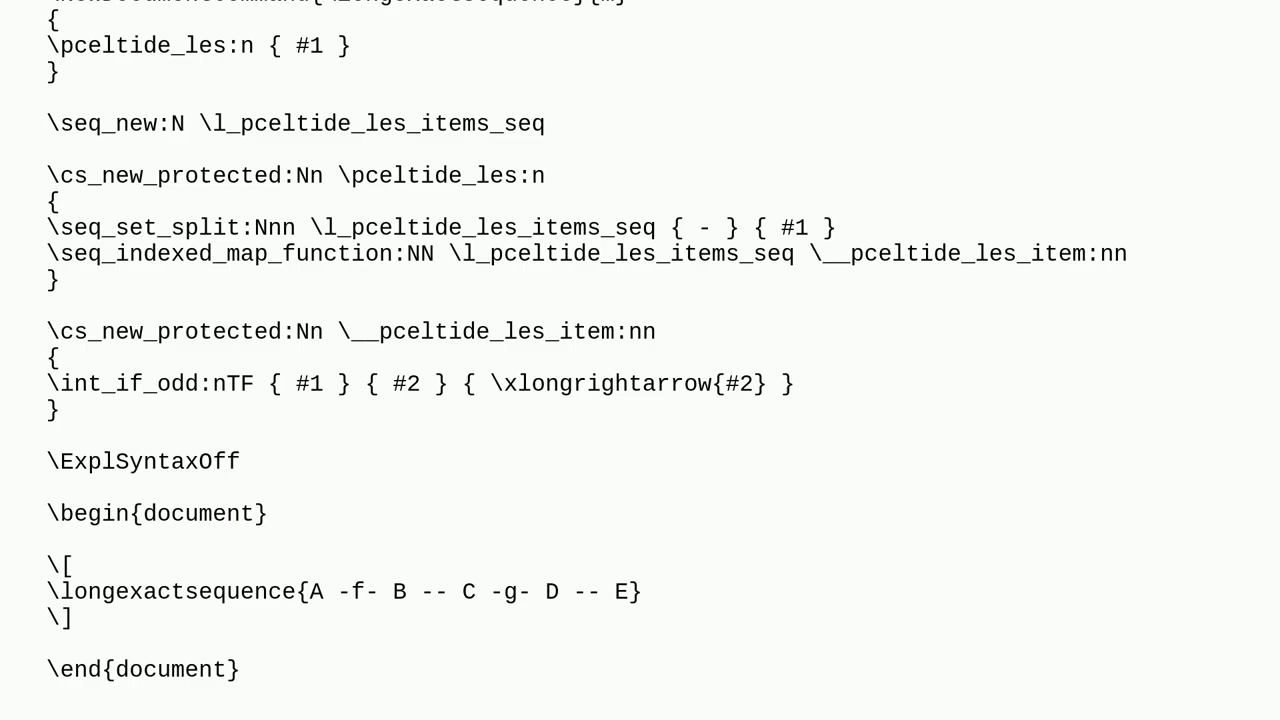 {
\pceltide_les:n { #1 }
}
\seq_new:N \l_pceltide_les_items_seq
\cs_new_protected:Nn \pceltide_les:n
{
\seq_set_split:Nnn \l_pceltide_les_items_seq { - } { #1 }
\seq_indexed_map_function:NN \l_pceltide_les_items_seq \__pceltide_les_item:nn
}
\cs_new_protected:Nn \__pceltide_les_item:nn
{
\int_if_odd:nTF { #1 } { #2 } { \xlongrightarrow{#2} }
}
\ExplSyntaxOff
\begin{document}
\[
\longexactsequence{A -f- B -- C -g- D -- E}
\]
\end{document}